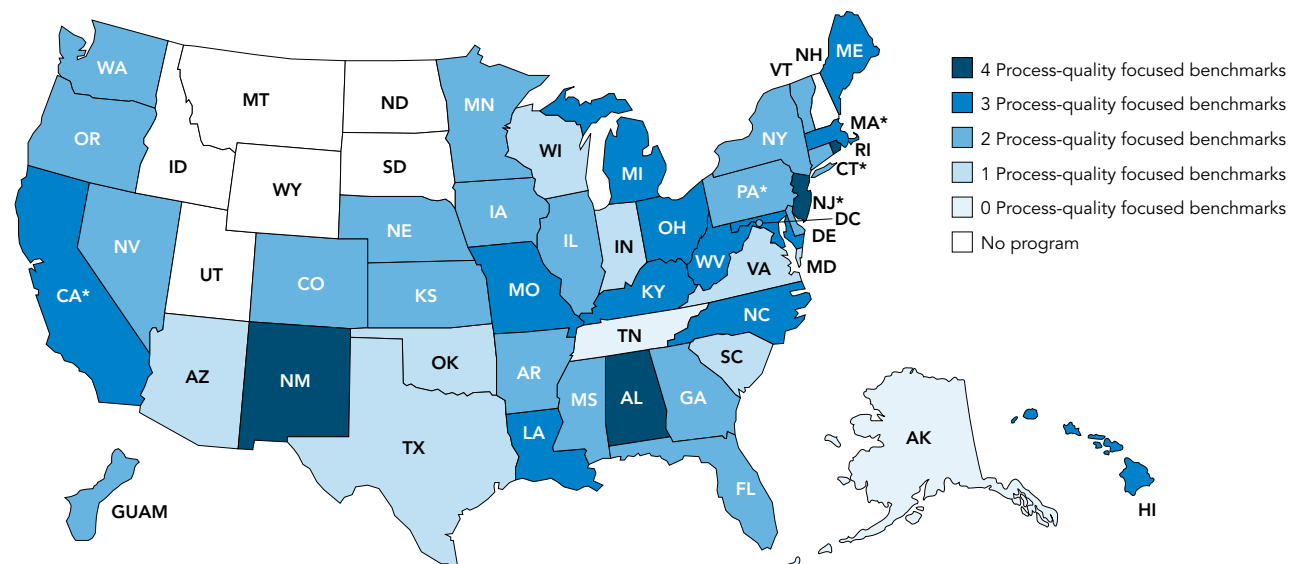 WA
OR
CA*
NV
ID
MT
WY
UT
AZ
NM
CO
ND
SD
NE
KS
OK
TX
MN
IA
MO
AR
LA
WI
IL
MI
IN
OH
KY
TN
MS
AL
GA
FL
SC
NC
VA
WV
PA*
NY
VT
NH
ME
MA*
RI
CT*
NJ*
DC
DE
MD
GUAM
AK
HI
4 Process-quality focused benchmarks
3 Process-quality focused benchmarks
2 Process-quality focused benchmarks
1 Process-quality focused benchmarks
0 Process-quality focused benchmarks
No program